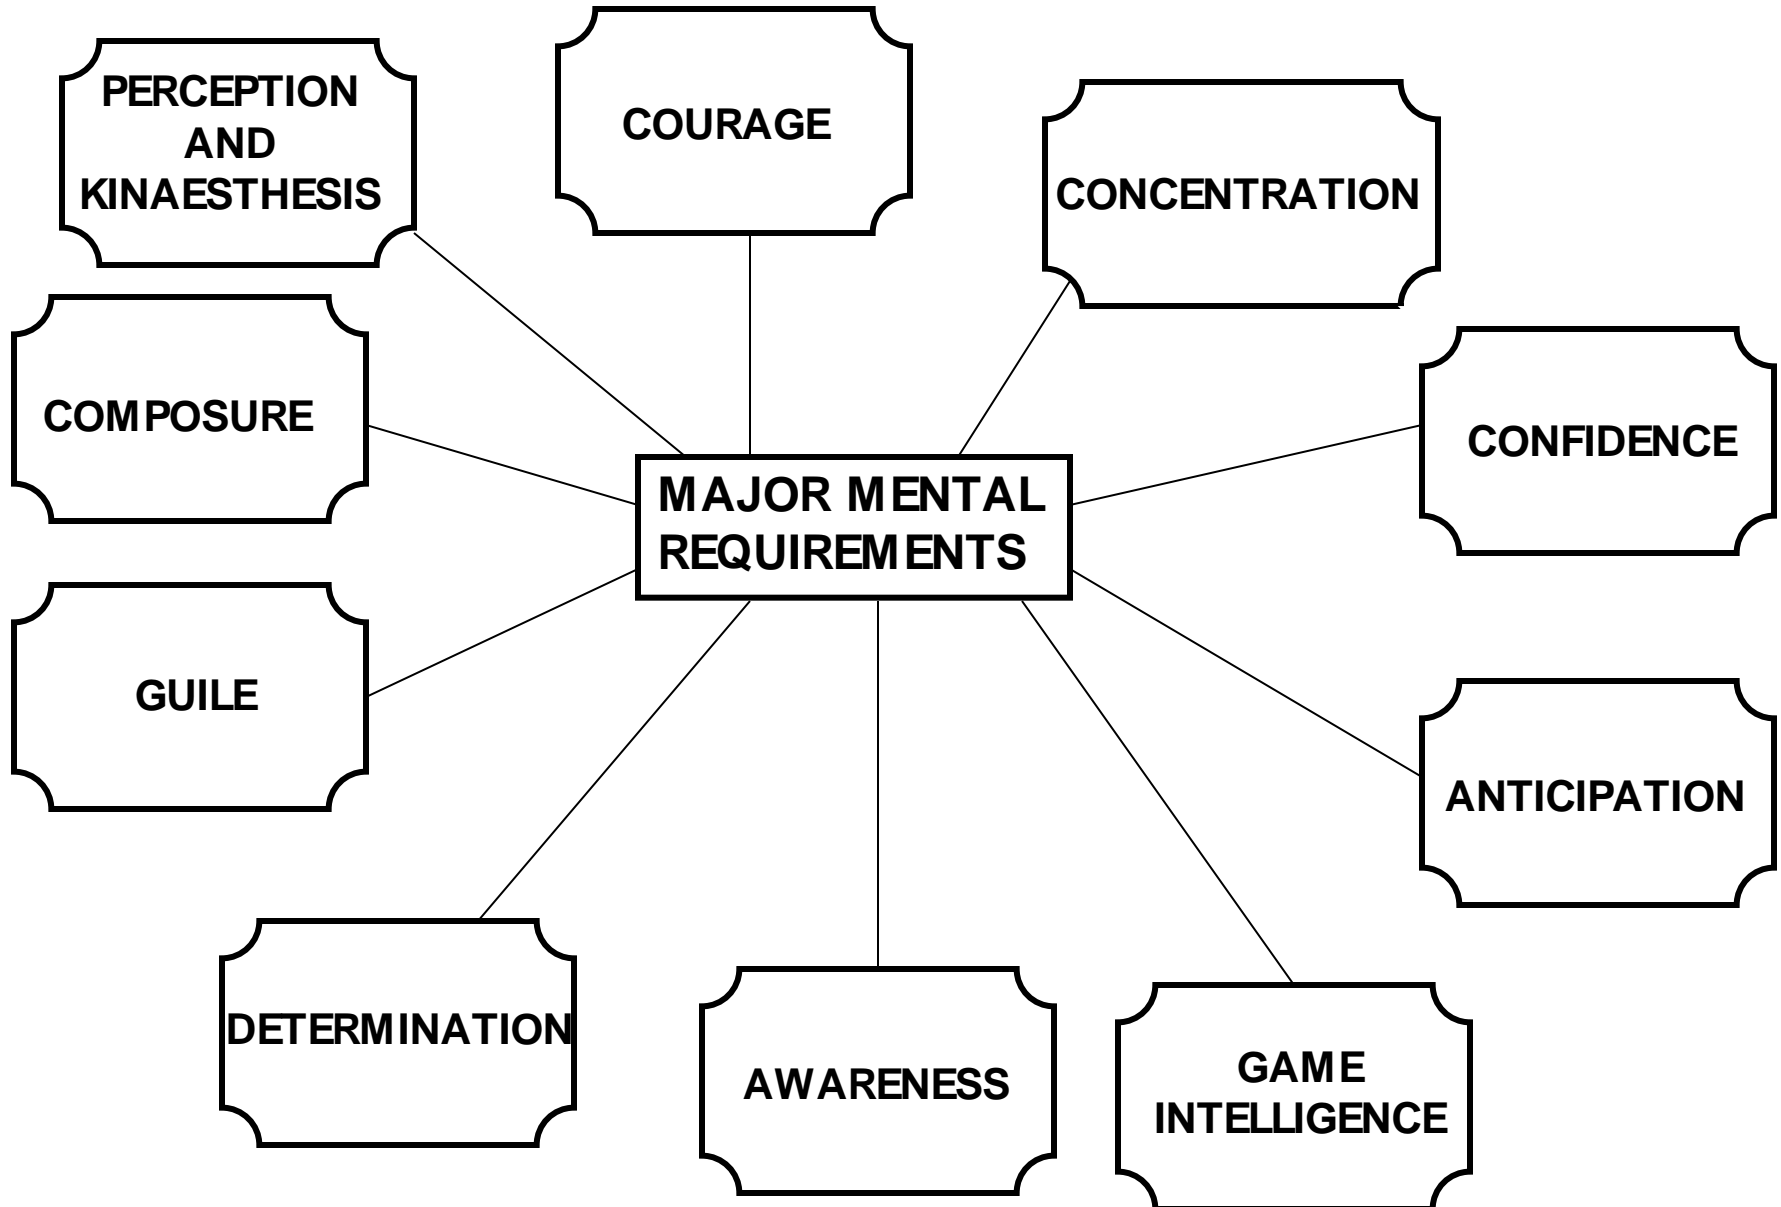 PERCEPTION
AND
KINAESTHESIS
COURAGE
CONCENTRATION
COMPOSURE
CONFIDENCE
MAJOR MENTAL
REQUIREMENTS
GUILE
ANTICIPATION
DETERMINATION
AWARENESS
GAME
INTELLIGENCE